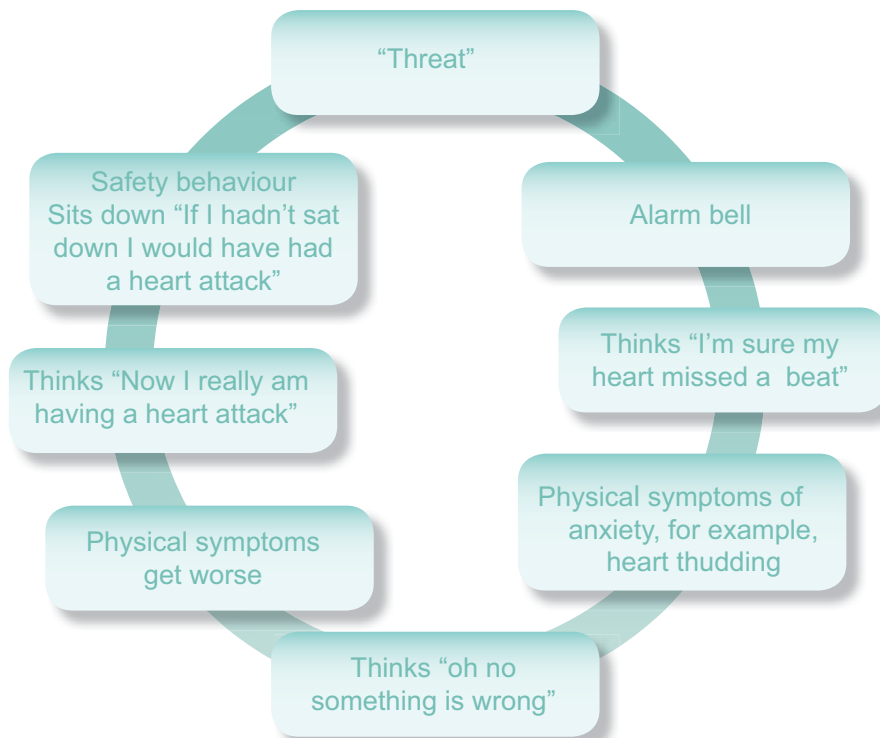 “Threat”
Alarm bell
Thinks “I’m sure my
heart missed a beat”
Physical symptoms of
anxiety, for example,
heart thudding
Thinks “oh no
something is wrong”
Physical symptoms
get worse
Thinks “Now I really am
having a heart attack”
Safety behaviour
Sits down “If I hadn’t sat
down I would have had
a heart attack”